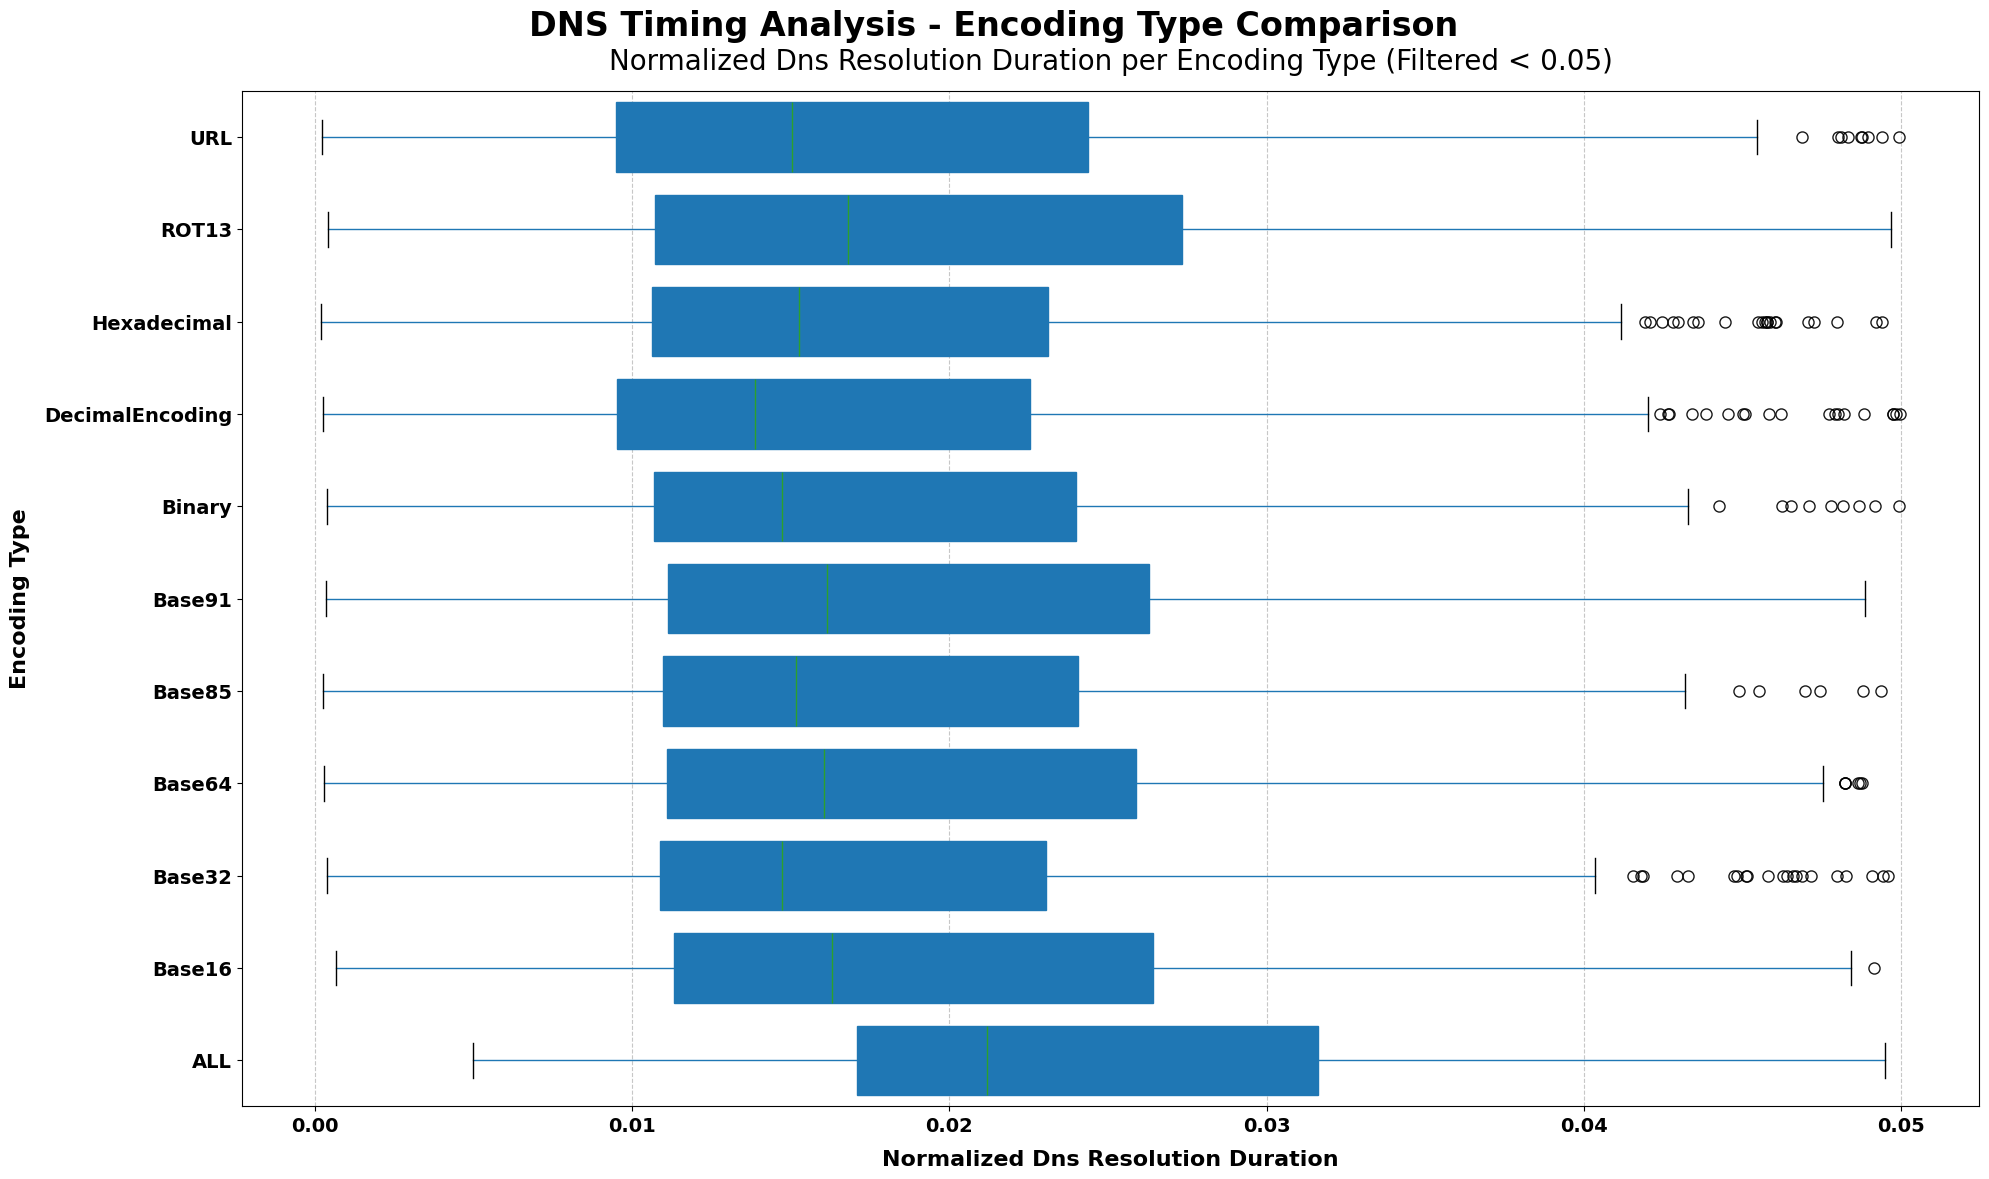 DNS Timing Analysis - Encoding Type Comparison
Normalized Dns Resolution Duration per Encoding Type (Filtered < 0.05)
Encoding Type
URL
ROT13
Hexadecimal
DecimalEncoding
Binary
Base91
Base85
Base64
Base32
Base16
ALL
0.00 0.01 0.02 0.03 0.04 0.05
Normalized Dns Resolution Duration